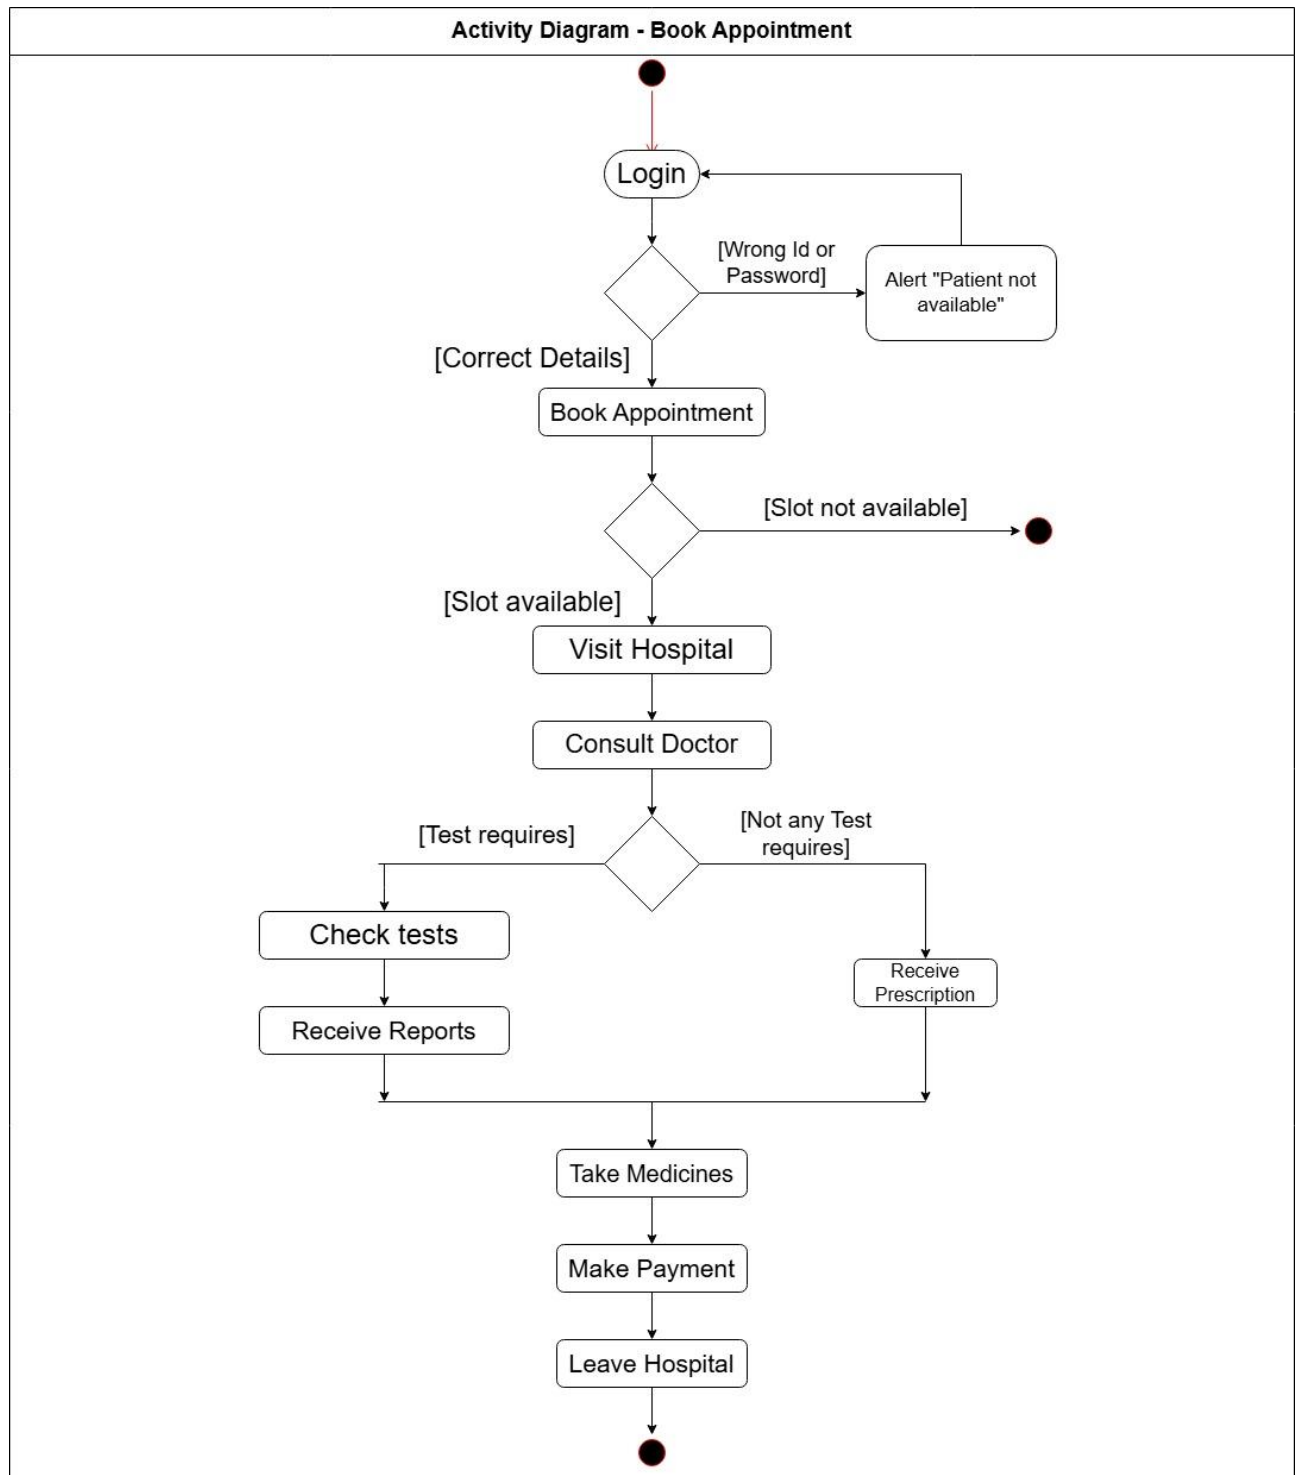 Activity Diagram - Book Appointment
Login
[Wrong Id or
Password]
Alert "Patient not
available"
[Correct Details]
Book Appointment
[Slot not available]
[Slot available]
Visit Hospital
Consult Doctor
[Test requires]
[Not any Test
requires]
Check tests
Receive
Prescription
Receive Reports
Take Medicines
Make Payment
Leave Hospital